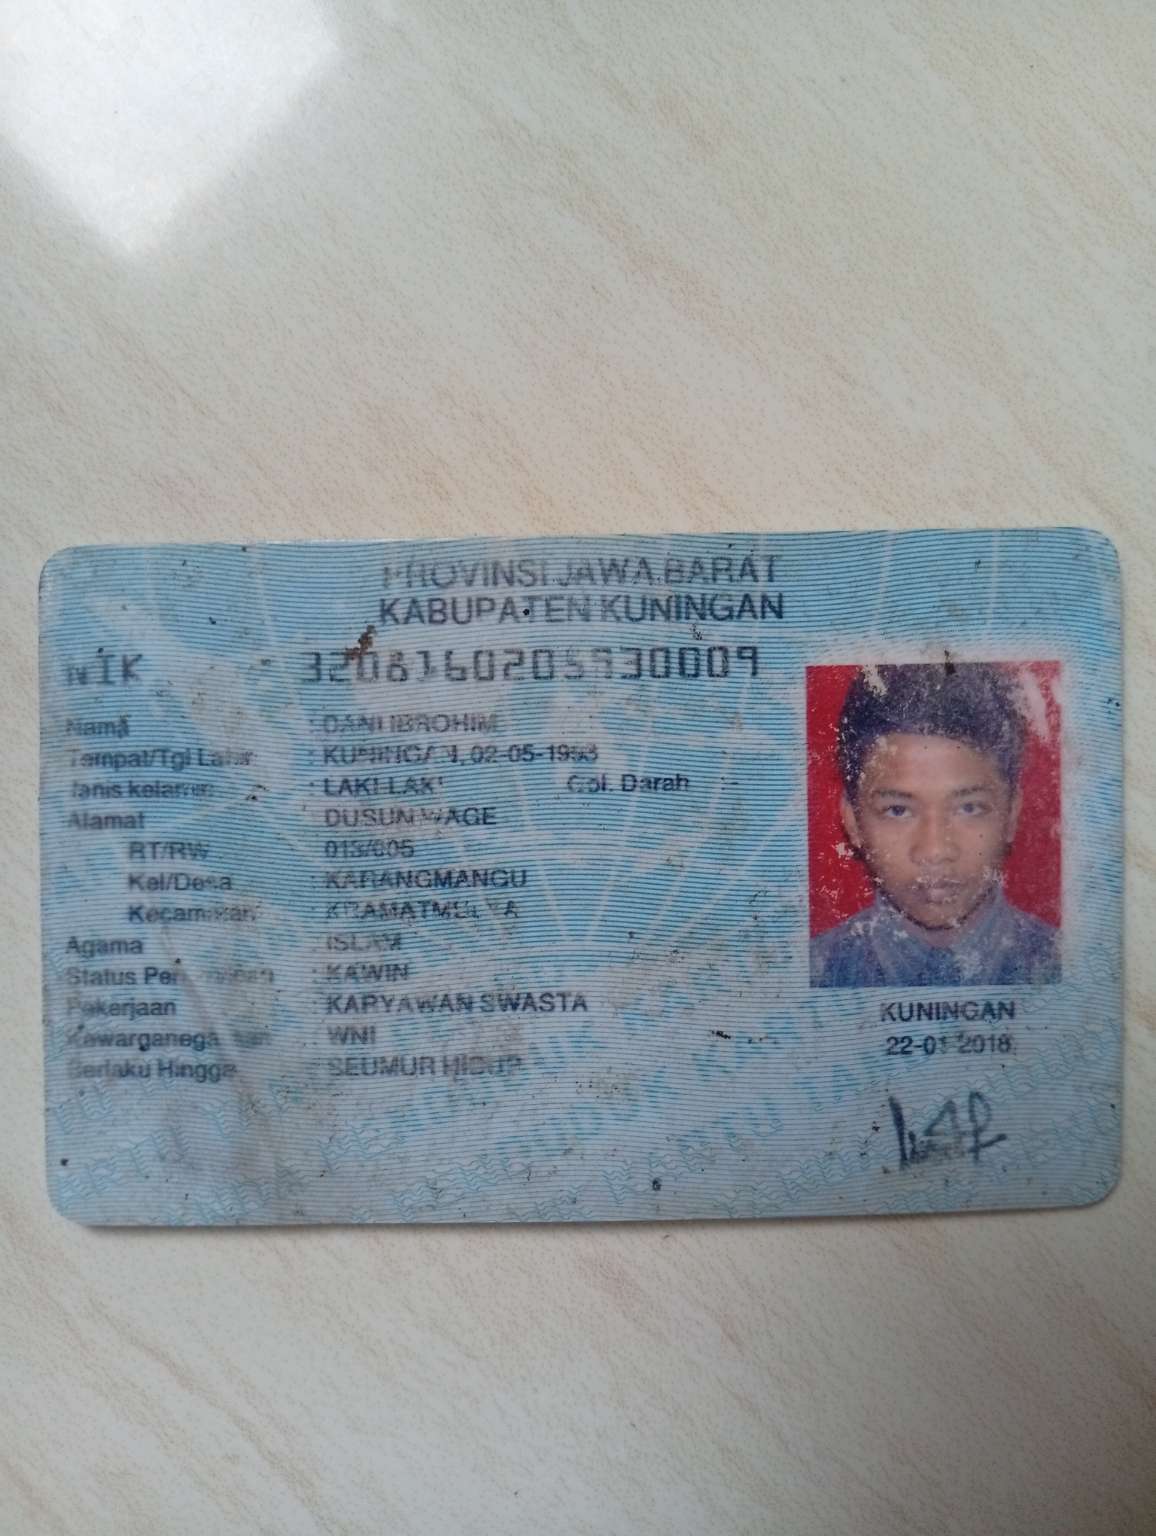 PROVINSI JAWA BARAT
KABUPATEN KUNINGAN
NIK : 3208160205930009
Nama : DANI IBROHIM
Tempat/Tgl Lahir : KUNINGAN, 02-05-1993
Jenis kelamin : LAKI-LAKI Gol. Darah
Alamat : DUSUN WAGE
RT/RW : 013/005
Kel/Desa : KARANGMANGU
Kecamatan : KRAMATMULYA
Agama : ISLAM
Status Perkawinan : KAWIN
Pekerjaan : KARYAWAN SWASTA
Kewarganegaraan : WNI
Berlaku Hingga : SEUMUR HIDUP
KUNINGAN
22-01-2018